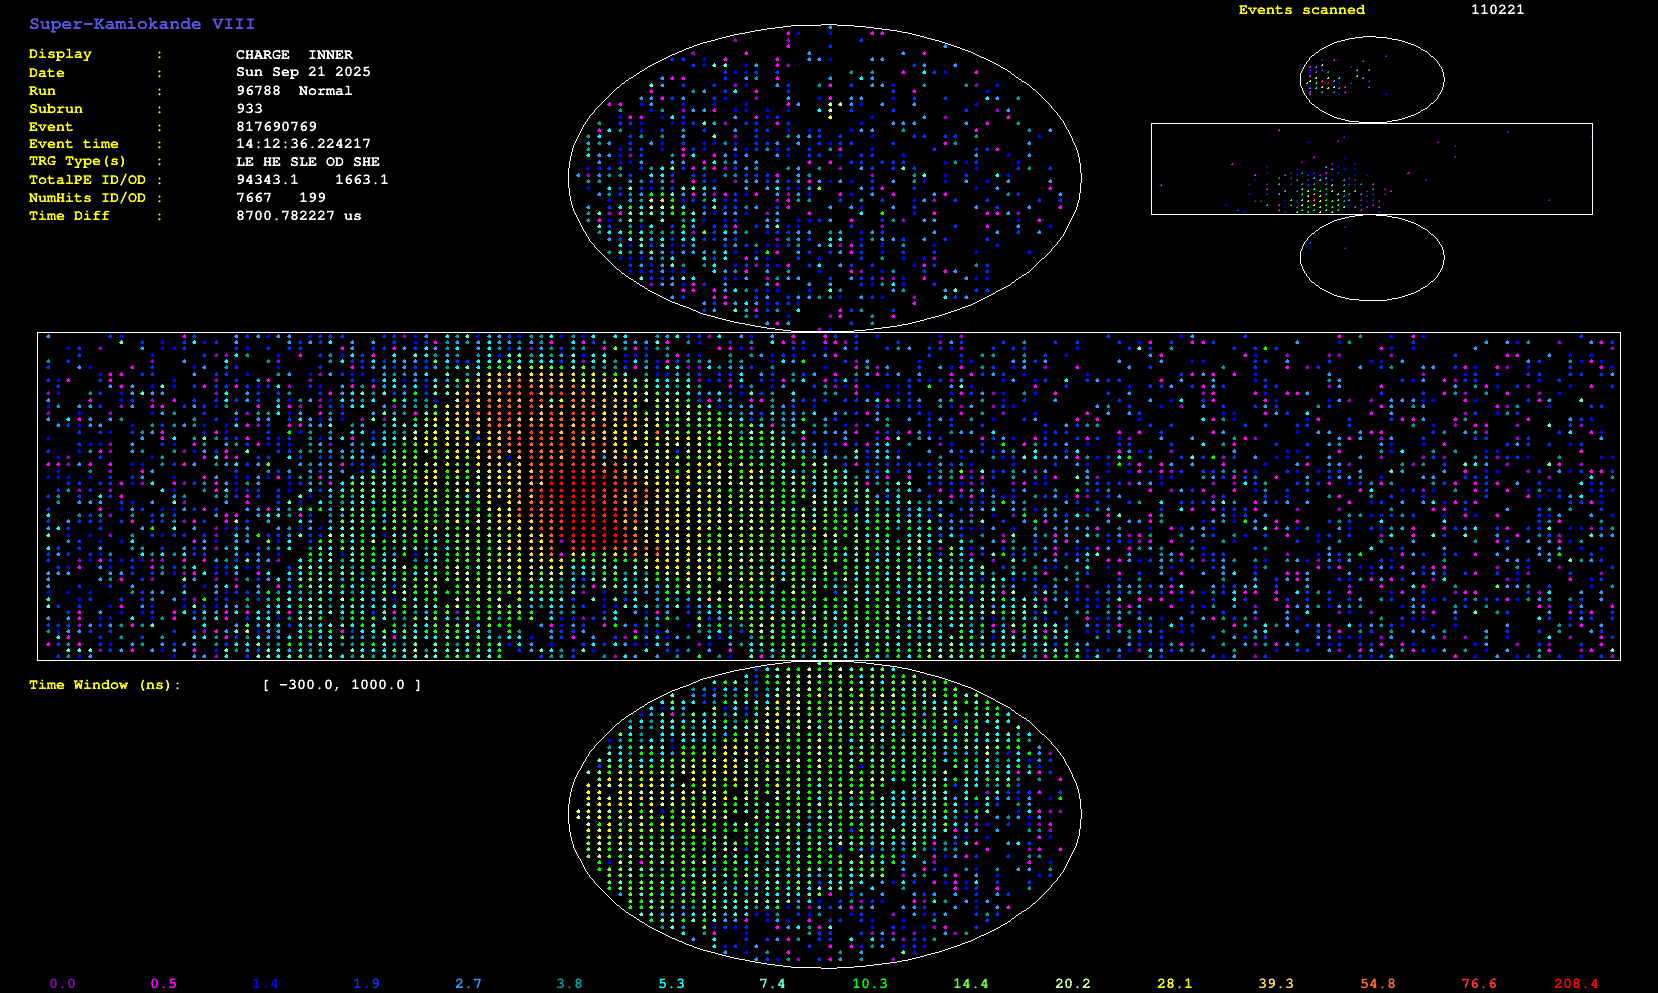 Super-Kamiokande VIII
Events scanned 110221
Display : CHARGE INNER
Date : Sun Sep 21 2025
Run : 96788 Normal
Subrun : 933
Event : 817690769
Event time : 14:12:36.224217
TRG Type(s) : LE HE SLE OD SHE
TotalPE ID/OD : 94343.1 1663.1
NumHits ID/OD : 7667 199
Time Diff : 8700.782227 us
Time Window (ns): [ -300.0, 1000.0 ]
0.0 0.5 1.4 1.9 2.7 3.8 5.3 7.4 10.3 14.4 20.2 28.1 39.3 54.8 76.6 208.4